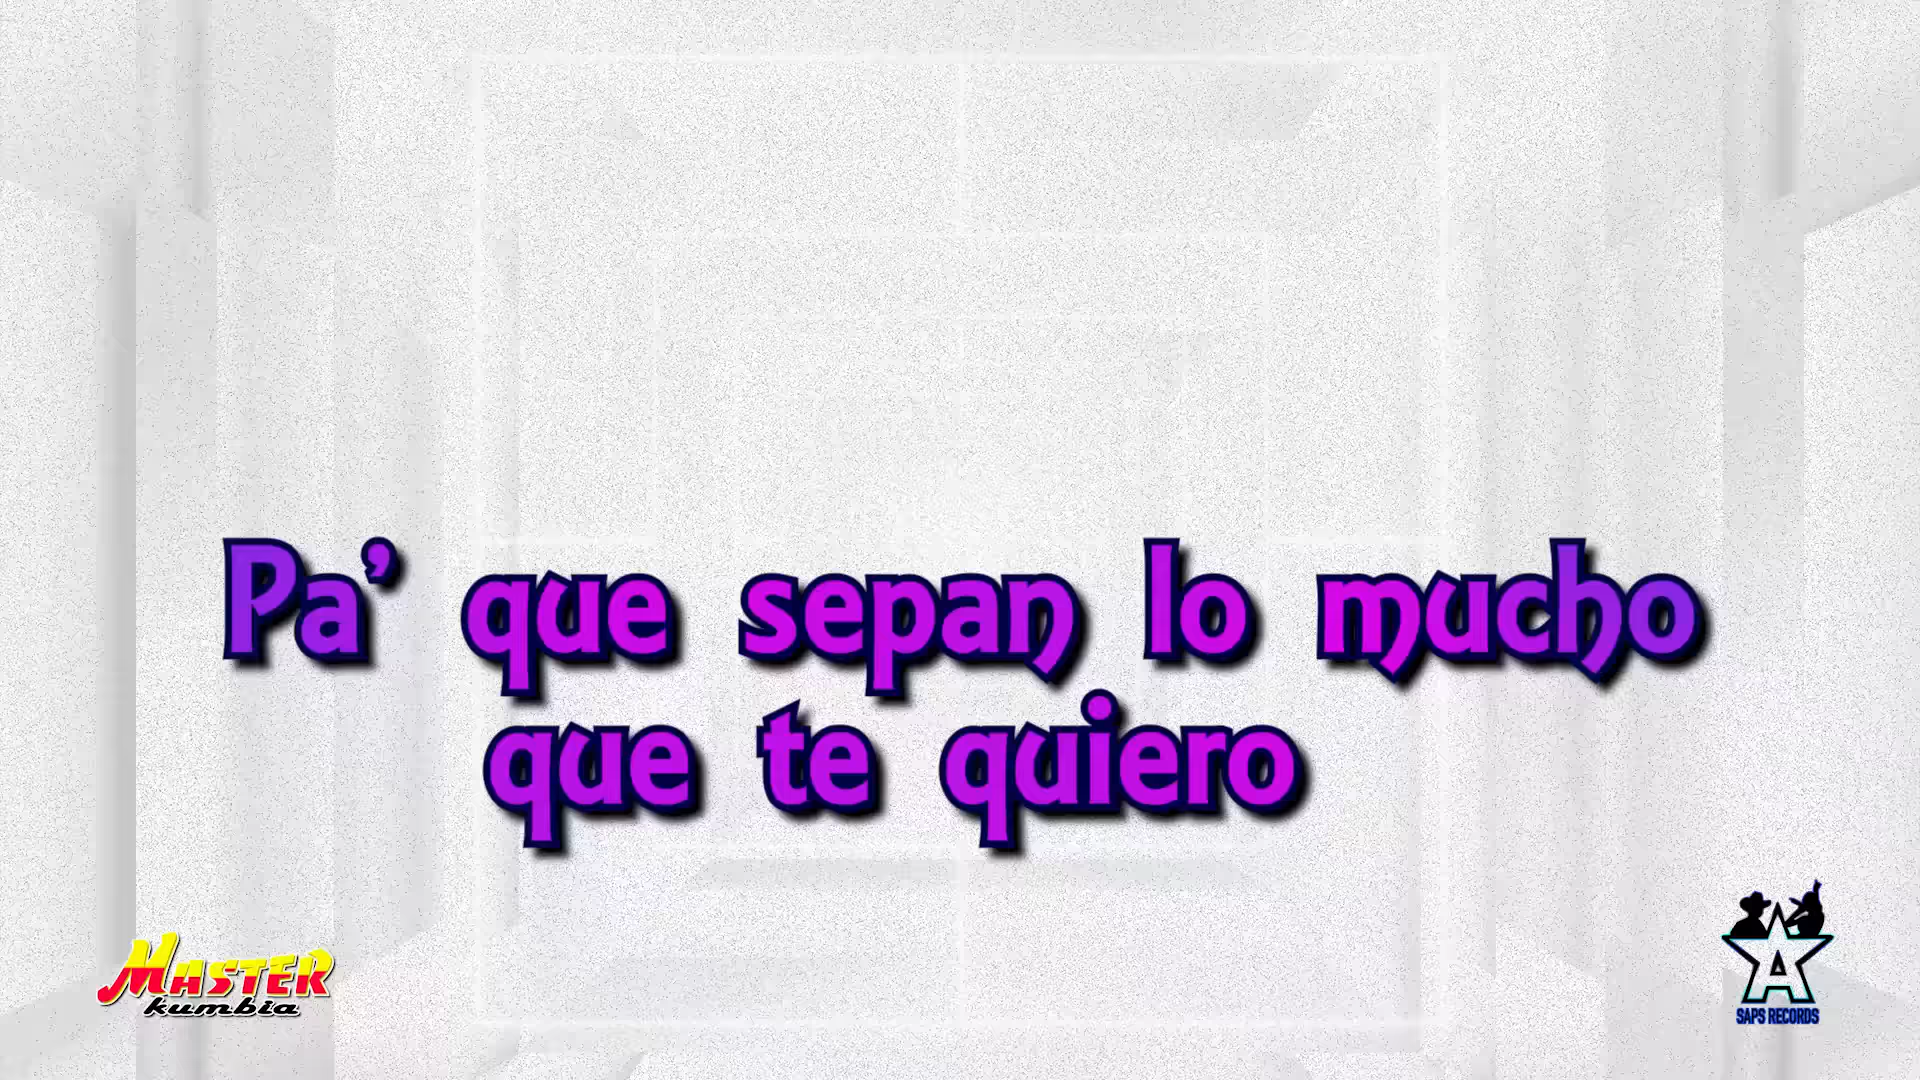 Pa’ que sepan lo mucho
que te quiero
MASTER
kumbia
A
SAPS RECORDS